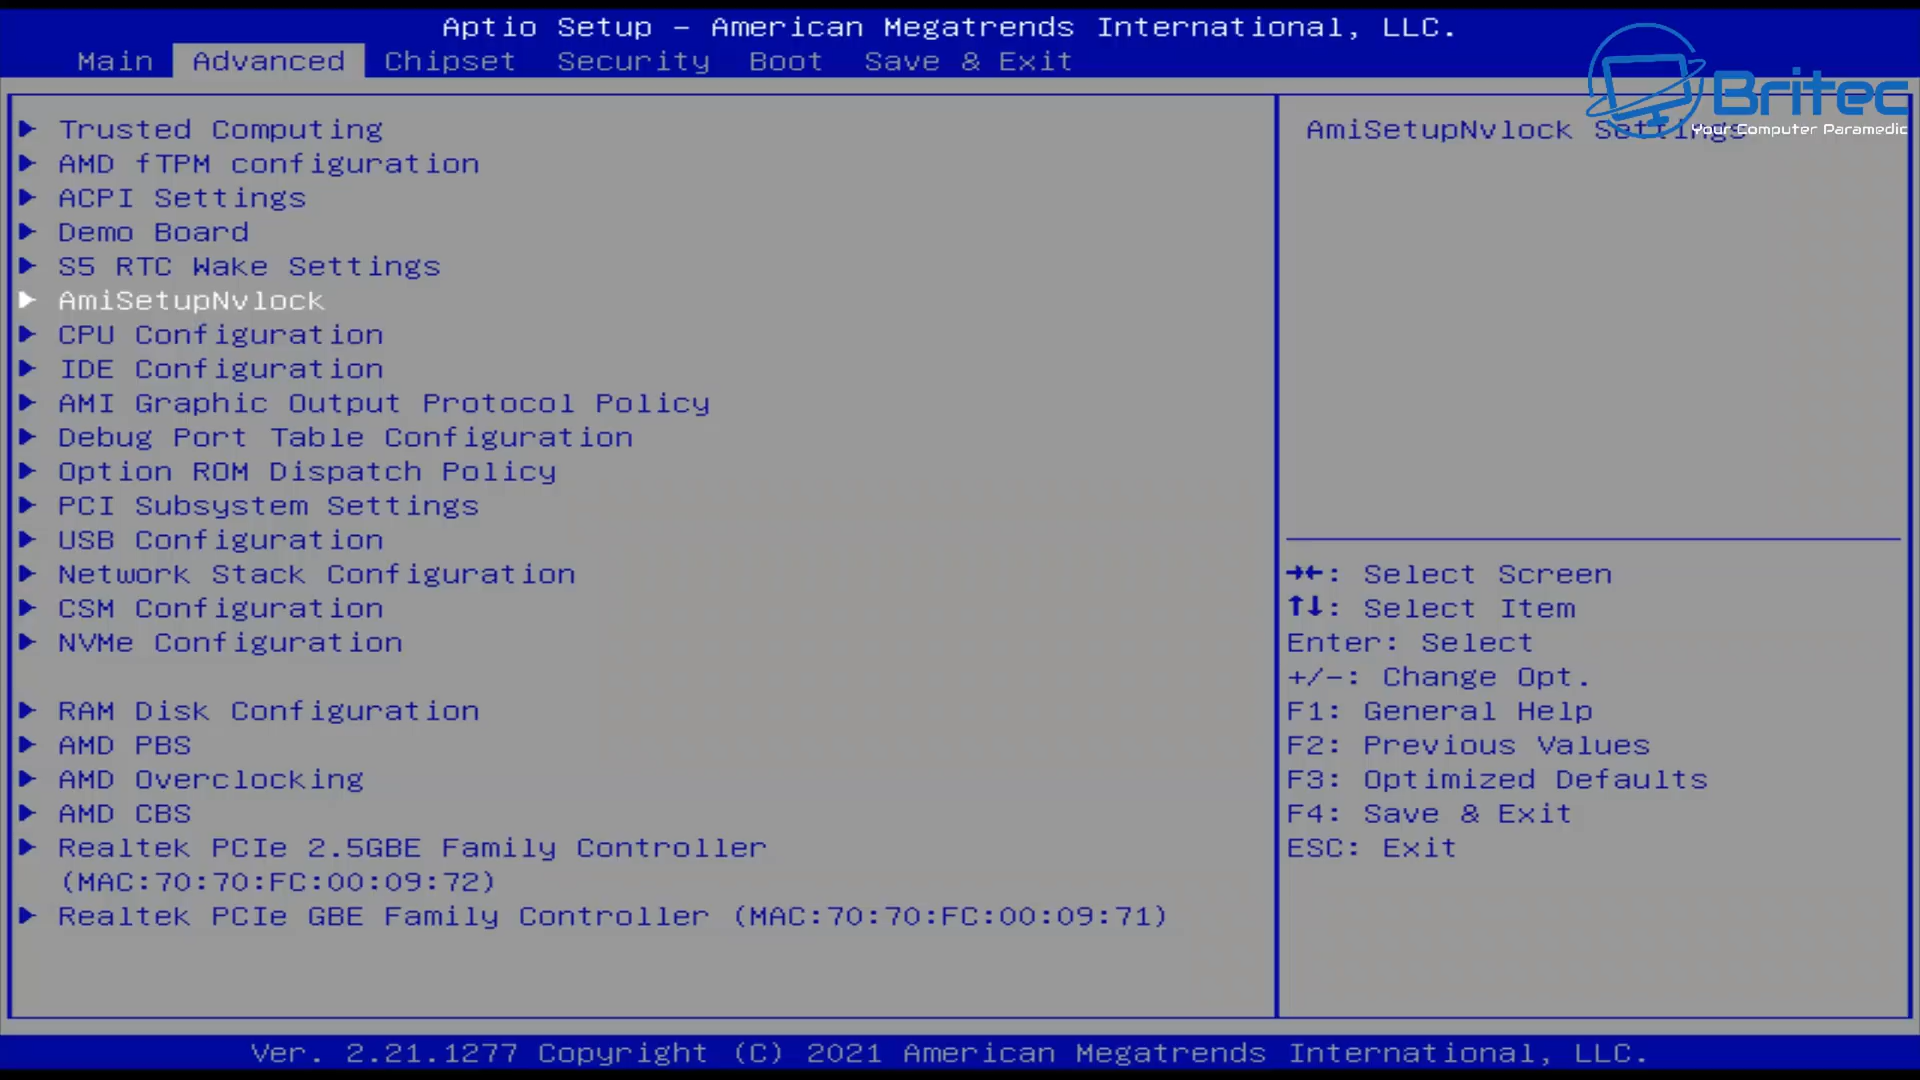 Aptio Setup – American Megatrends International, LLC.
Main Advanced Chipset Security Boot Save & Exit
Britec
Your Computer Paramedic
▶ Trusted Computing
▶ AMD fTPM configuration
▶ ACPI Settings
▶ Demo Board
▶ S5 RTC Wake Settings
▶ AmiSetupNvlock
▶ CPU Configuration
▶ IDE Configuration
▶ AMI Graphic Output Protocol Policy
▶ Debug Port Table Configuration
▶ Option ROM Dispatch Policy
▶ PCI Subsystem Settings
▶ USB Configuration
▶ Network Stack Configuration
▶ CSM Configuration
▶ NVMe Configuration
▶ RAM Disk Configuration
▶ AMD PBS
▶ AMD Overclocking
▶ AMD CBS
▶ Realtek PCIe 2.5GBE Family Controller
(MAC:70:70:FC:00:09:72)
▶ Realtek PCIe GBE Family Controller (MAC:70:70:FC:00:09:71)
AmiSetupNvlock Settings
→←: Select Screen
↑↓: Select Item
Enter: Select
+/-: Change Opt.
F1: General Help
F2: Previous Values
F3: Optimized Defaults
F4: Save & Exit
ESC: Exit
Ver. 2.21.1277 Copyright (C) 2021 American Megatrends International, LLC.